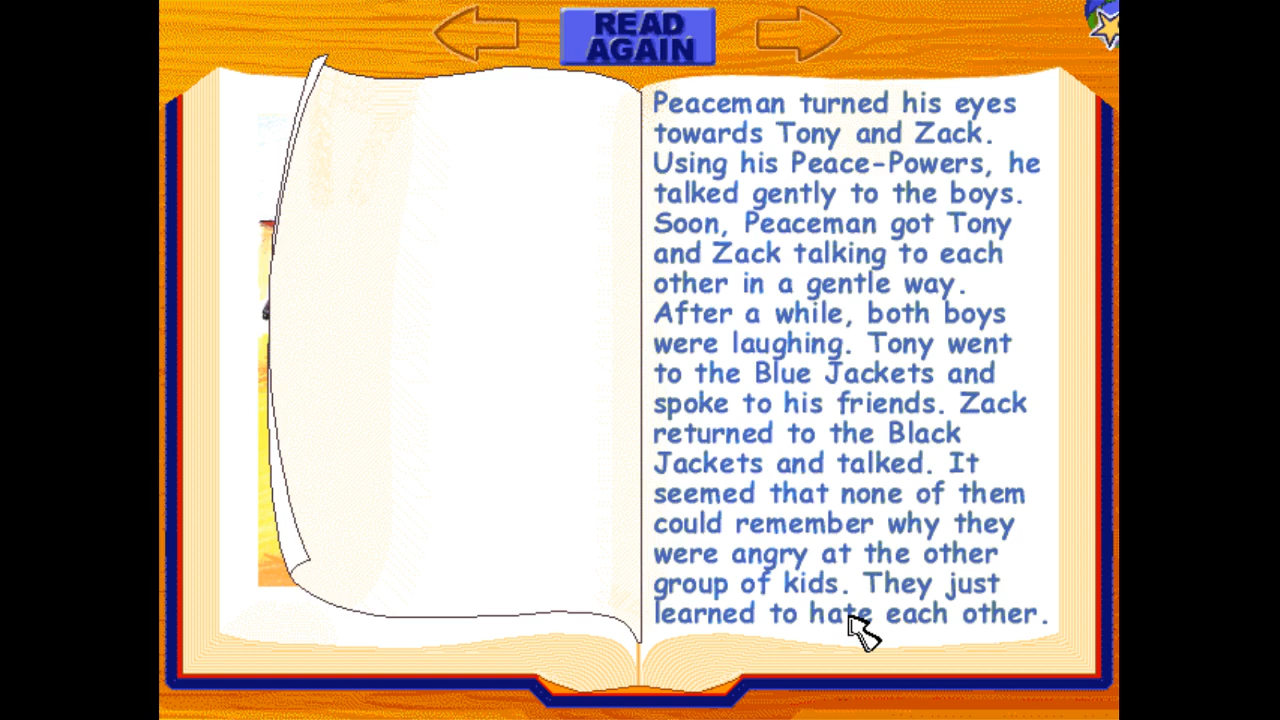 READ
AGAIN
Peaceman turned his eyes
towards Tony and Zack.
Using his Peace-Powers, he
talked gently to the boys.
Soon, Peaceman got Tony
and Zack talking to each
other in a gentle way.
After a while, both boys
were laughing. Tony went
to the Blue Jackets and
spoke to his friends. Zack
returned to the Black
Jackets and talked. It
seemed that none of them
could remember why they
were angry at the other
group of kids. They just
learned to hate each other.